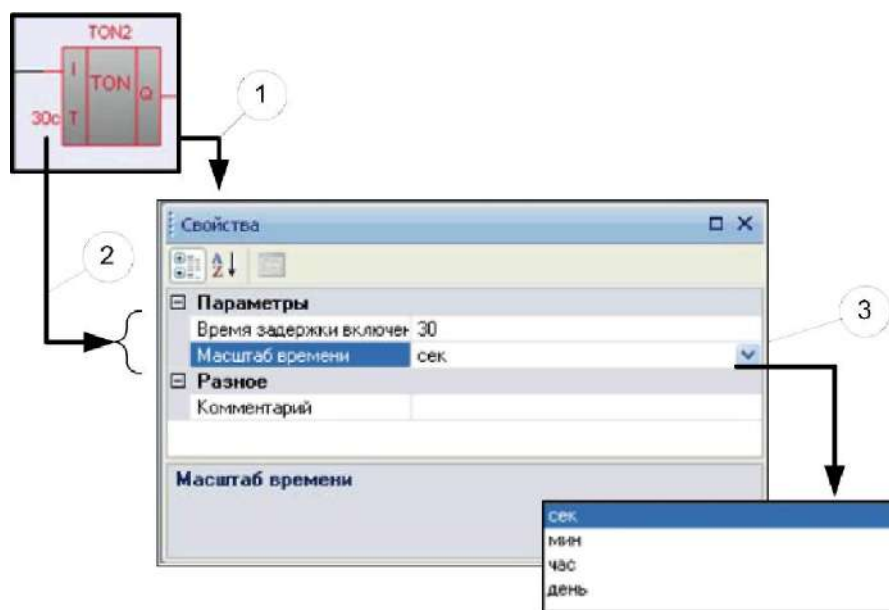 TON2
I
TON
Q
30с
T
1
2
3
Свойства
Параметры
Время задержки включен 30
Масштаб времени сек
Разное
Комментарий
Масштаб времени
сек
мин
час
день